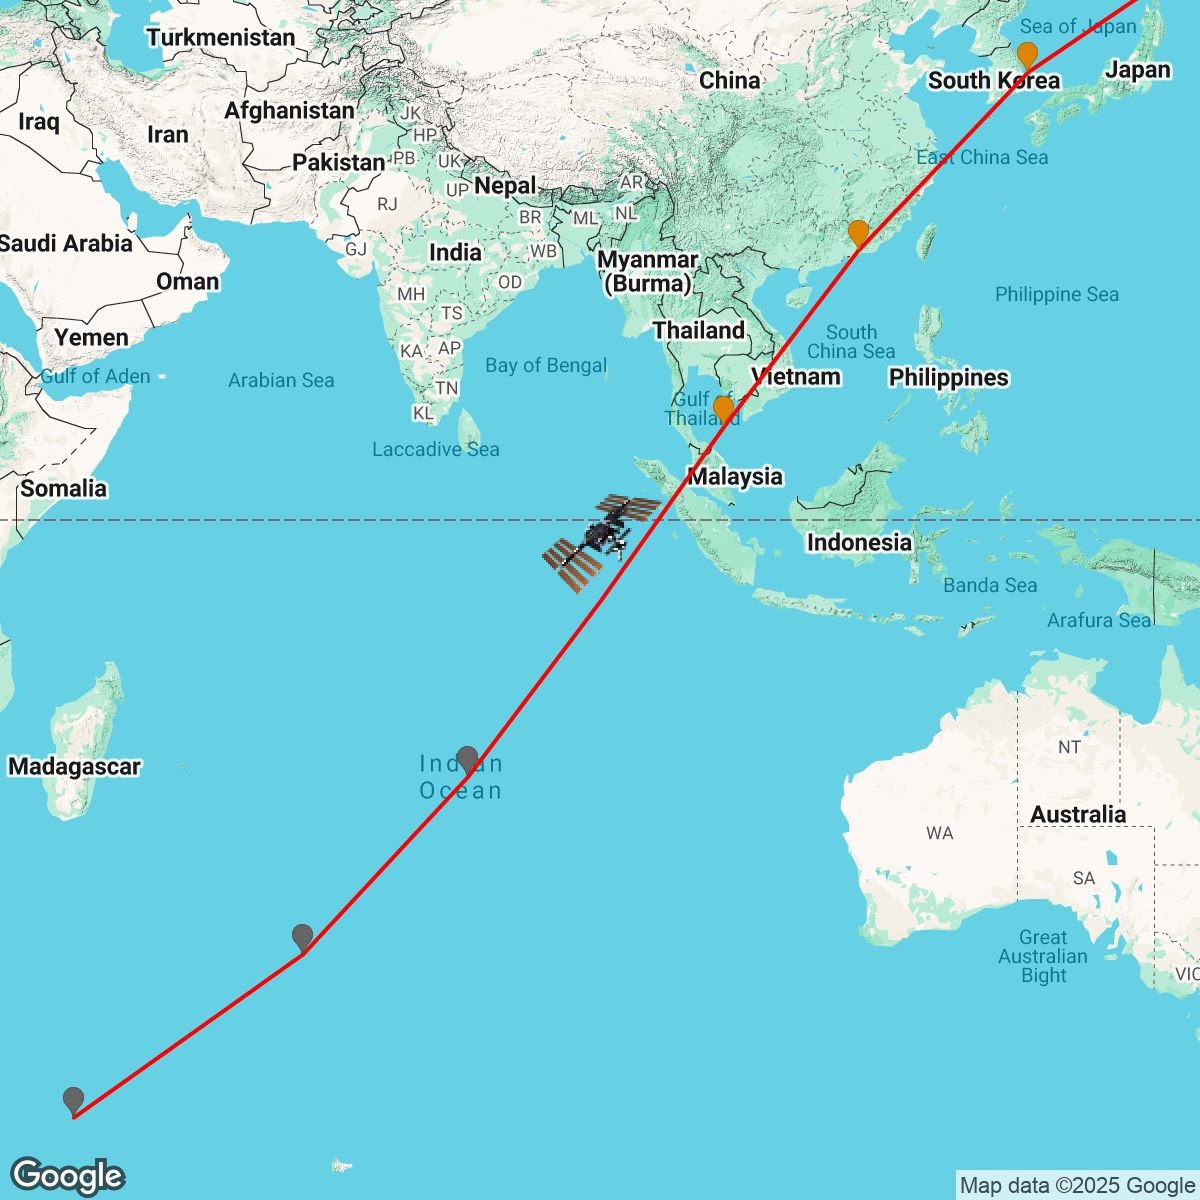 Sea of Japan
Turkmenistan
China
South Korea
Japan
Afghanistan
JK
Iraq
Iran
HP
Pakistan
PB
UK
East China Sea
Nepal
AR
UP
RJ
BR
ML
NL
Saudi Arabia
GJ
India
WB
Myanmar
(Burma)
Oman
OD
MH
Philippine Sea
TS
Yemen
Thailand
South
China Sea
KA
AP
Bay of Bengal
Gulf of Aden
Arabian Sea
Vietnam
Philippines
TN
Gulf of
Thailand
KL
Laccadive Sea
Malaysia
Somalia
Indonesia
Banda Sea
Arafura Sea
NT
Madagascar
Indian
Ocean
Australia
WA
SA
Great
Australian
Bight
VIC
Google
Map data ©2025 Google